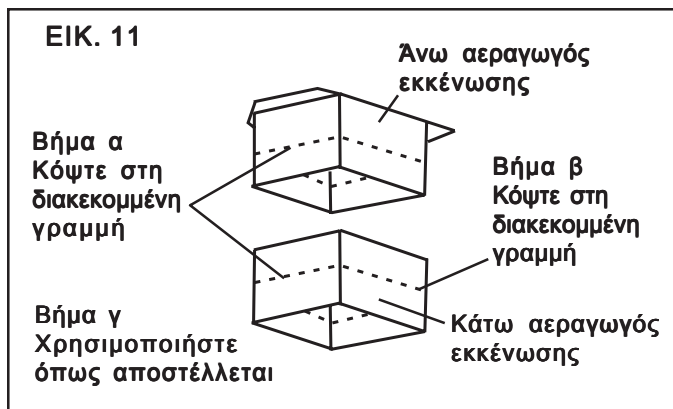 ΕΙΚ. 11
Άνω αεραγωγός
εκκένωσης
Βήμα α
Κόψτε στη
διακεκομμένη
γραμμή
Βήμα β
Κόψτε στη
διακεκομμένη
γραμμή
Βήμα γ
Χρησιμοποιήστε
όπως αποστέλλεται
Κάτω αεραγωγός
εκκένωσης